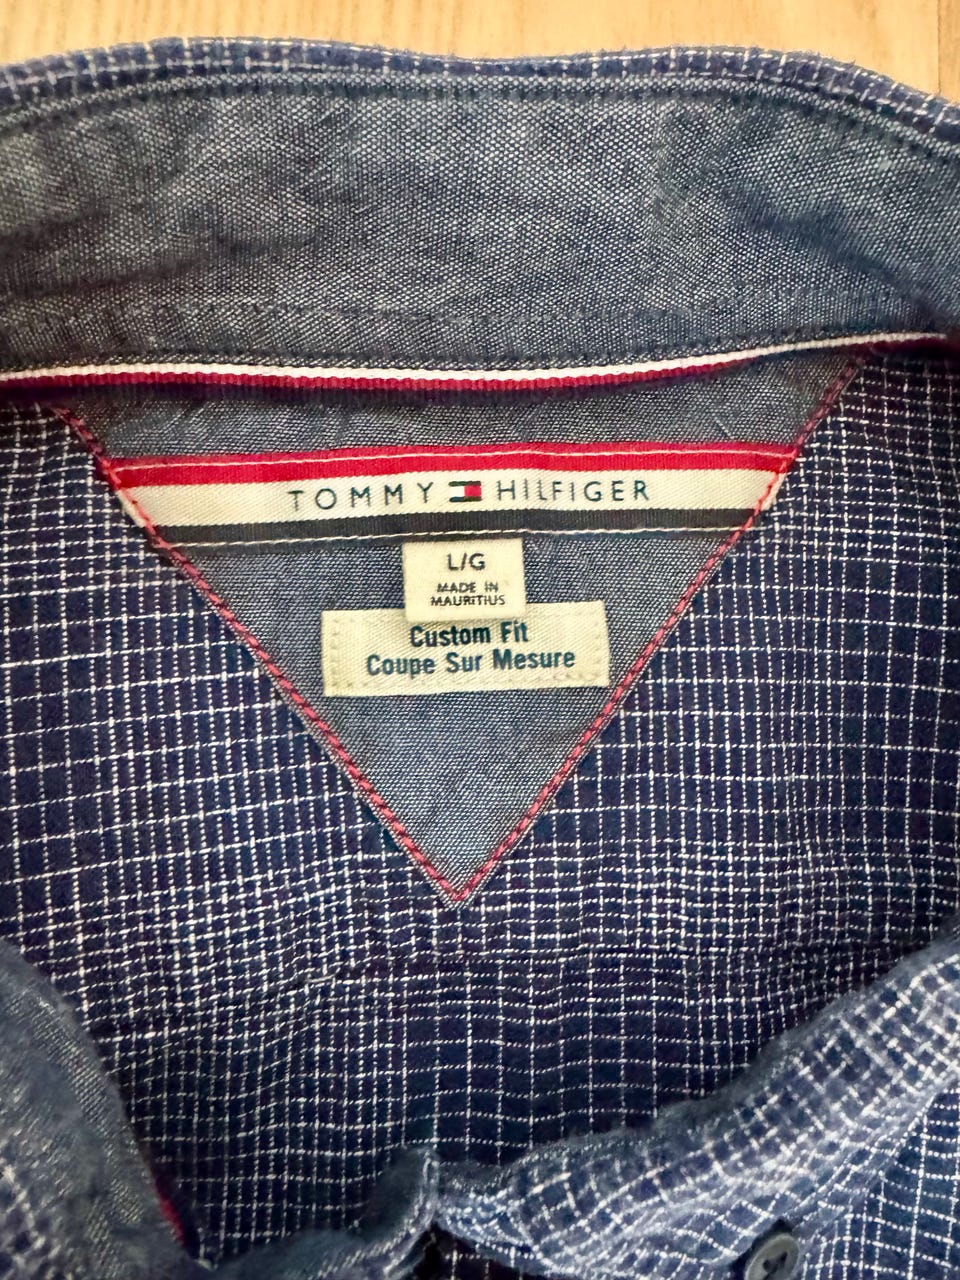 TOMMY HILFIGER
L/G
MADE IN
MAURITIUS
Custom Fit
Coupe Sur Mesure